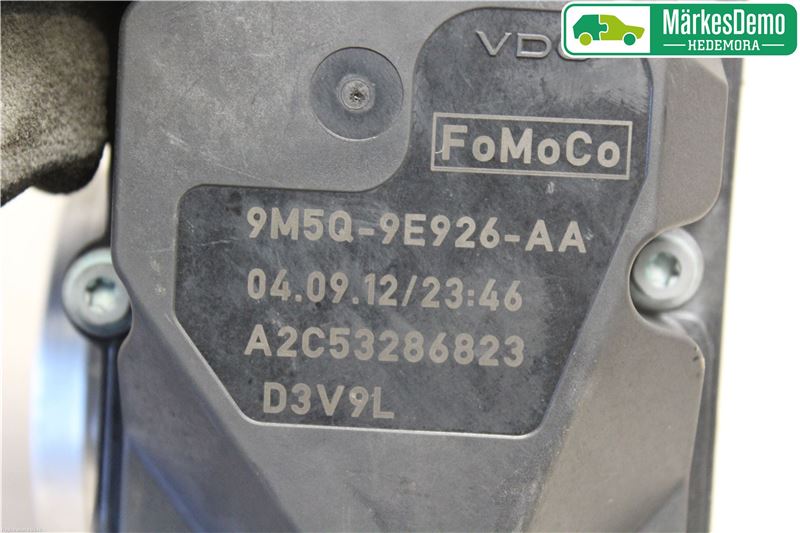 MärkesDemo
HEDEMORA
VDO
FoMoCo
9M5Q-9E926-AA
04.09.12/23:46
A2C53286823
D3V9L